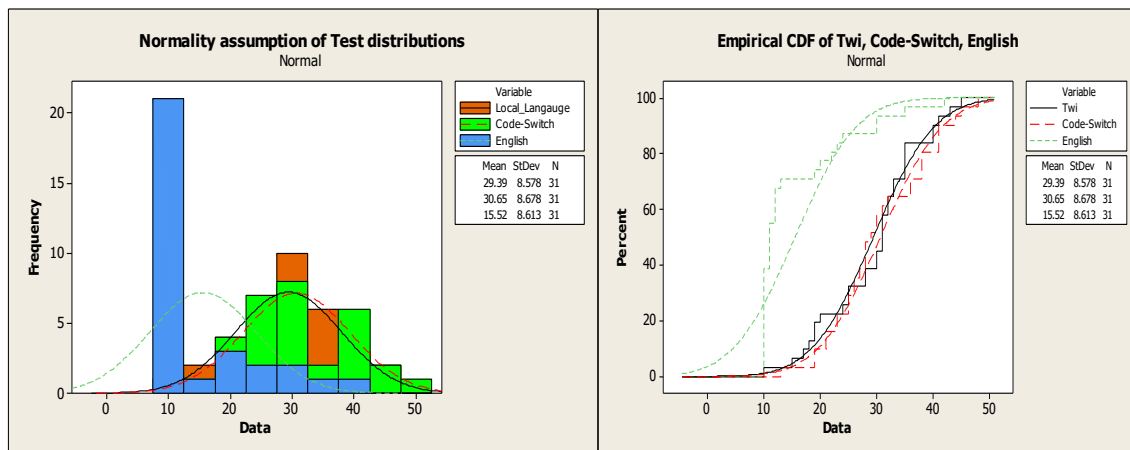 Normality assumption of Test distributions
Normal
Variable
Local_Langauge
Code-Switch
English
Mean StDev N
29.39 8.578 31
30.65 8.678 31
15.52 8.613 31
20
15
10
5
0
Frequency
0 10 20 30 40 50
Data
Empirical CDF of Twi, Code-Switch, English
Normal
Variable
Twi
Code-Switch
English
Mean StDev N
29.39 8.578 31
30.65 8.678 31
15.52 8.613 31
100
80
60
40
20
0
Percent
0 10 20 30 40 50
Data